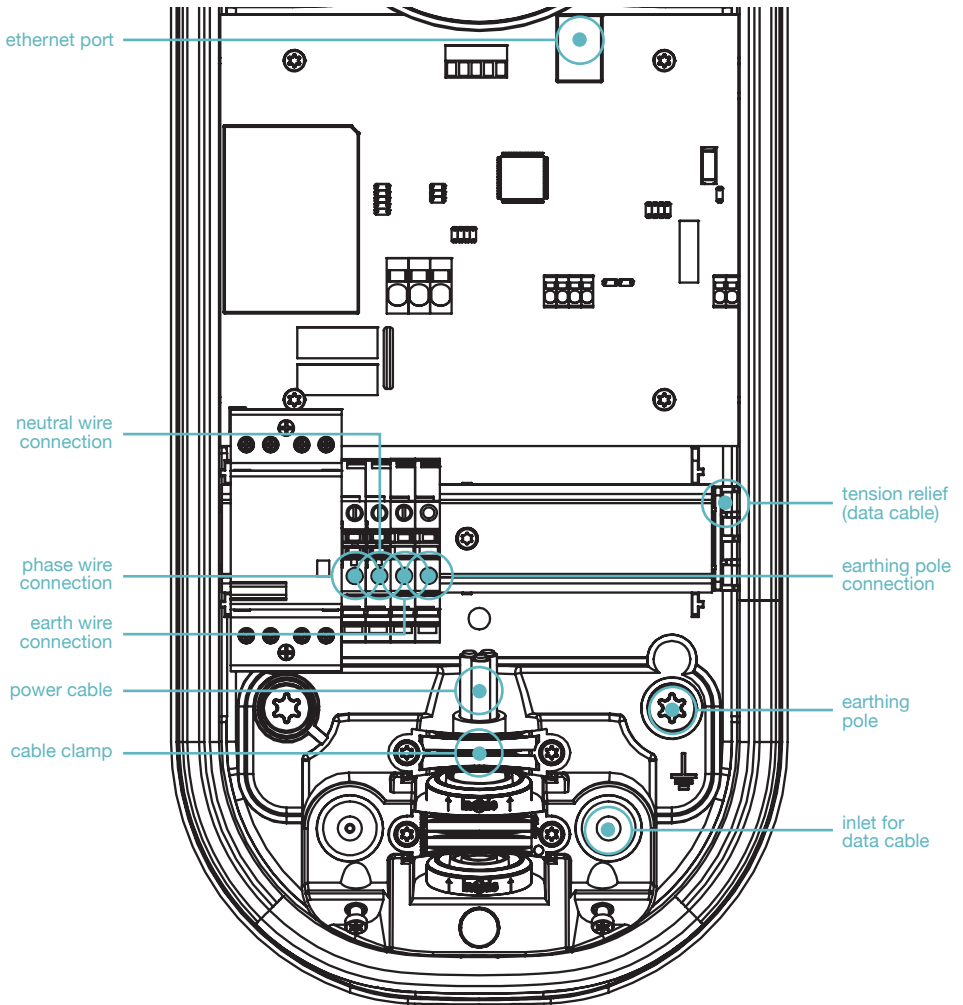 ethernet port
neutral wire
connection
tension relief
(data cable)
phase wire
connection
earthing pole
connection
earth wire
connection
power cable
earthing
pole
cable clamp
inlet for
data cable